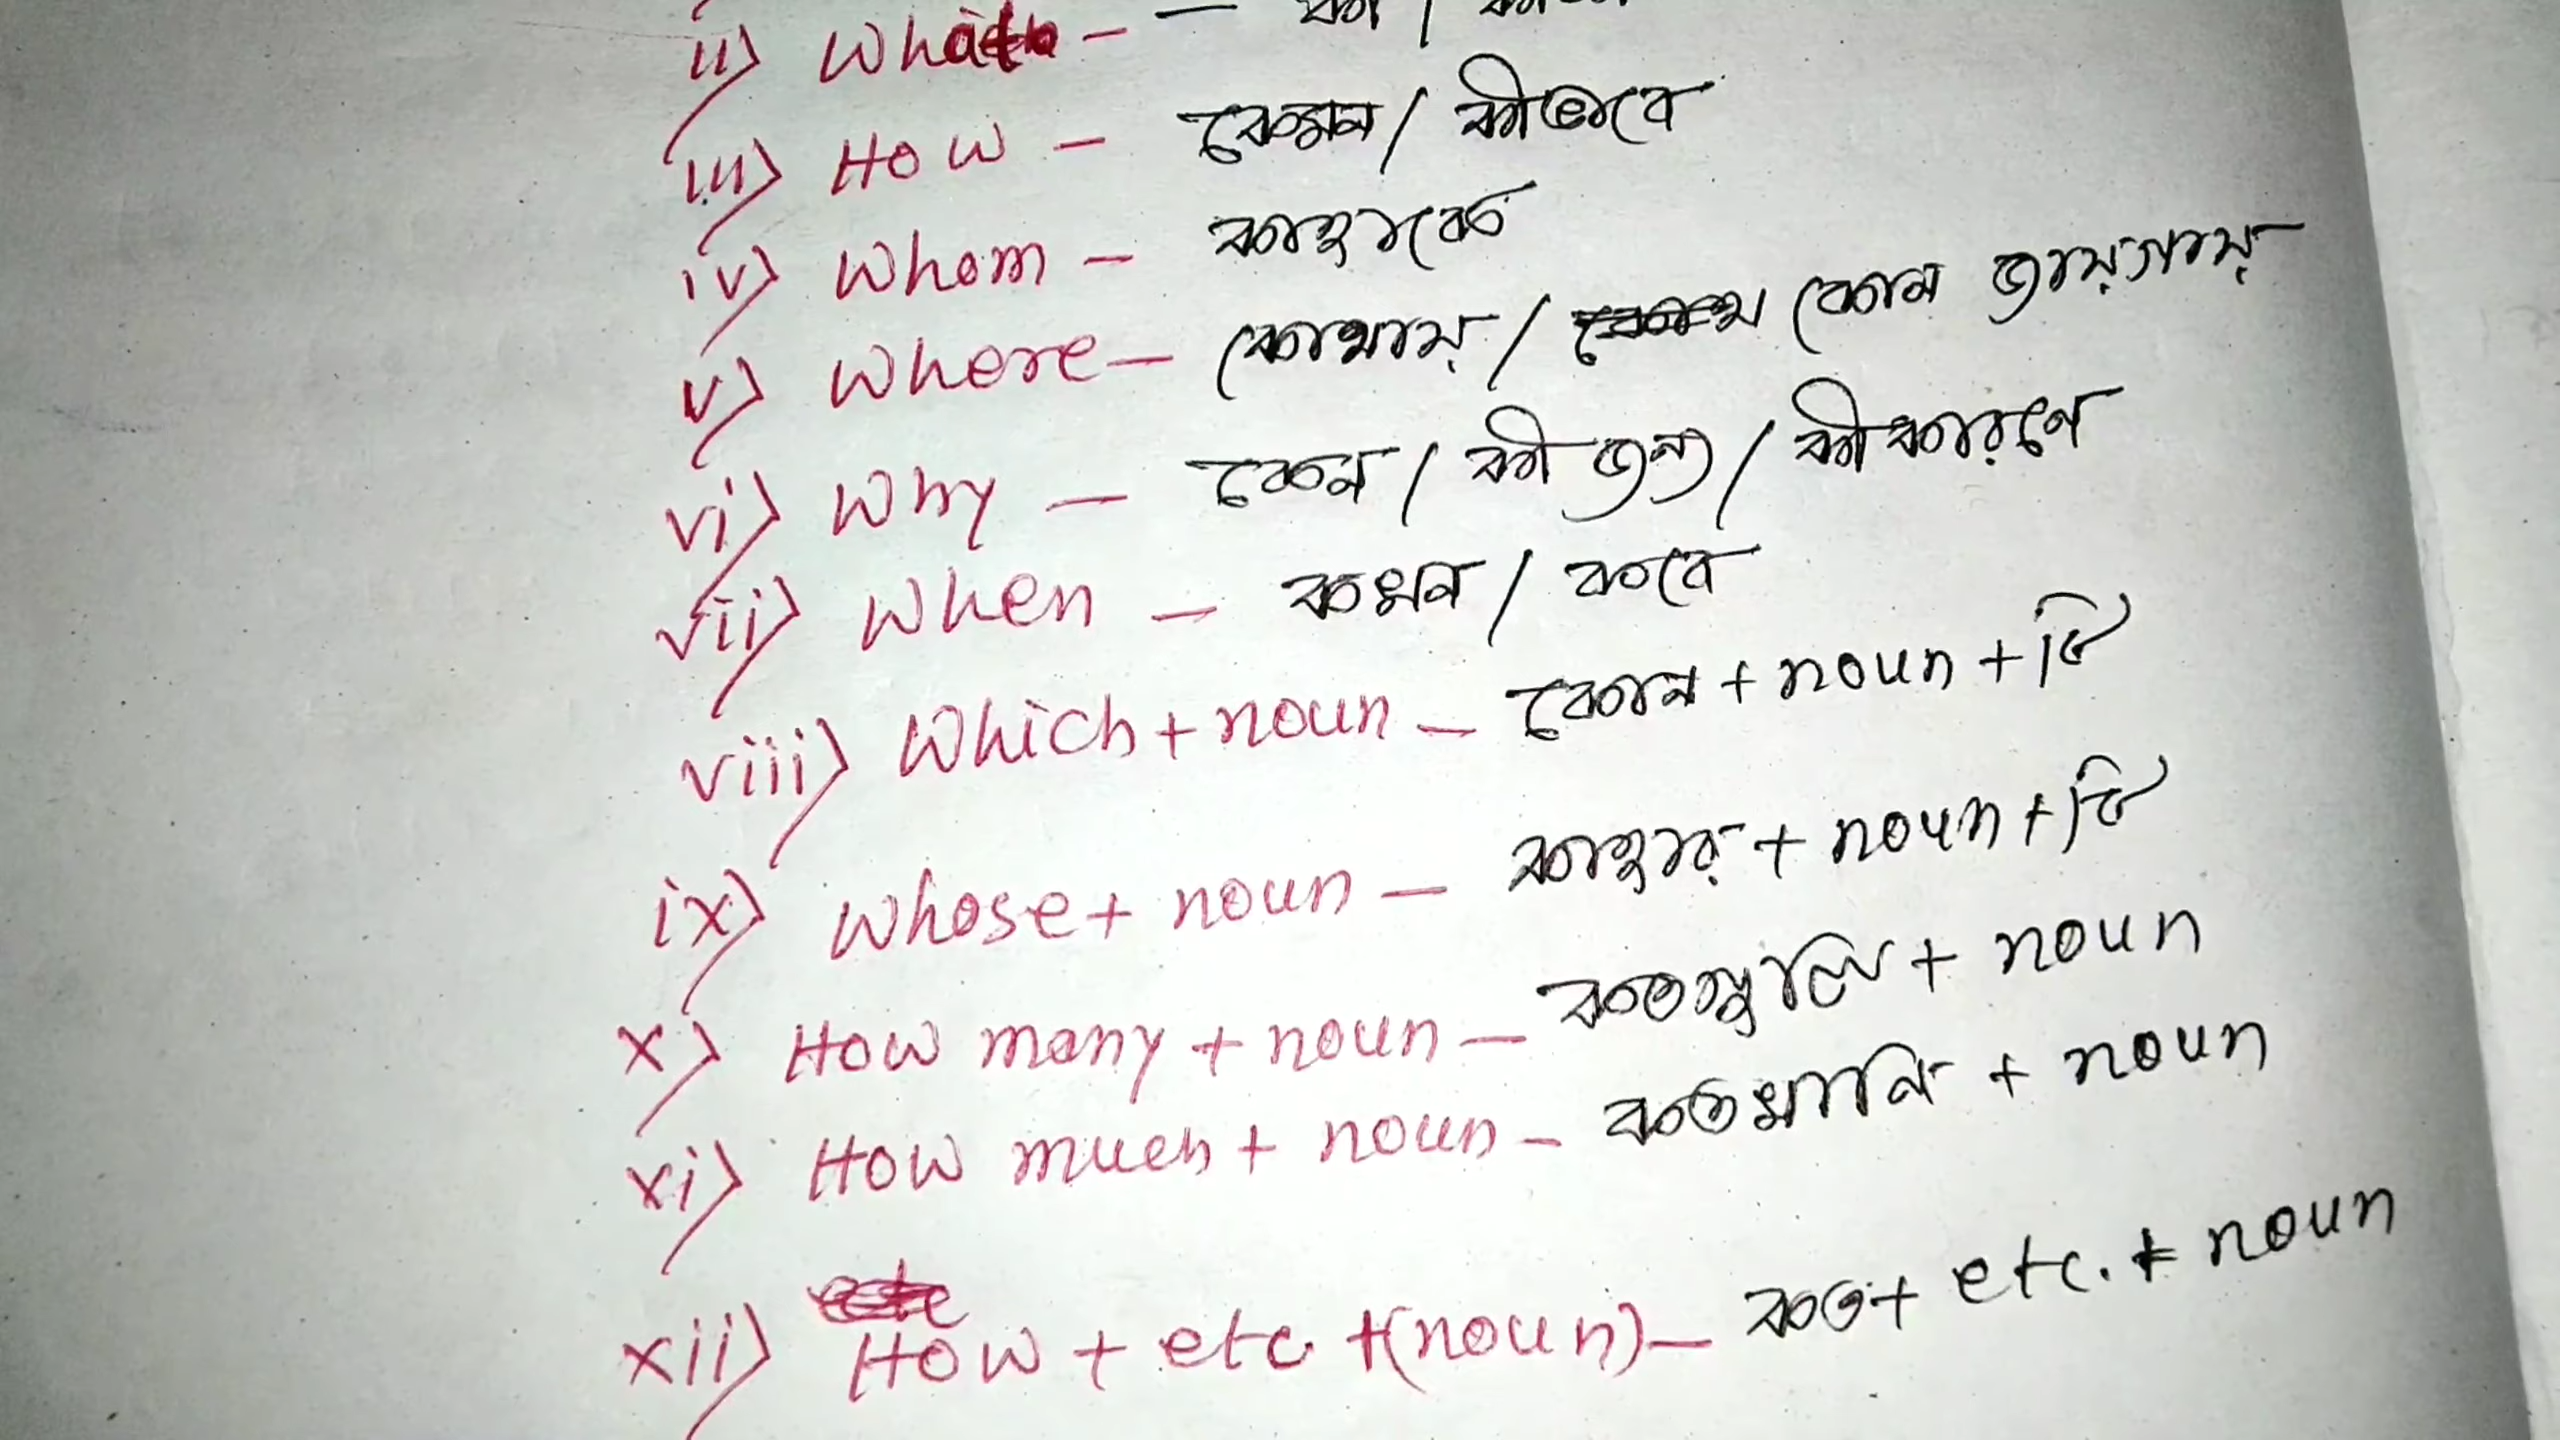 ii) What -
iii) How - কেমন / কীভাবে
iv) Whom - কাহাকে
v) Where - কোথায় / কোন জায়গায়
vi) Why - কেন / কী জন্য / কী কারণে
vii) When - কখন / কবে
viii) Which + noun - কোন + noun + টি
ix) Whose + noun - কাহার + noun + টি
x) How many + noun - কতগুলি + noun
xi) How much + noun - কতখানি + noun
xii) How + etc + (noun) - কত + etc. + noun